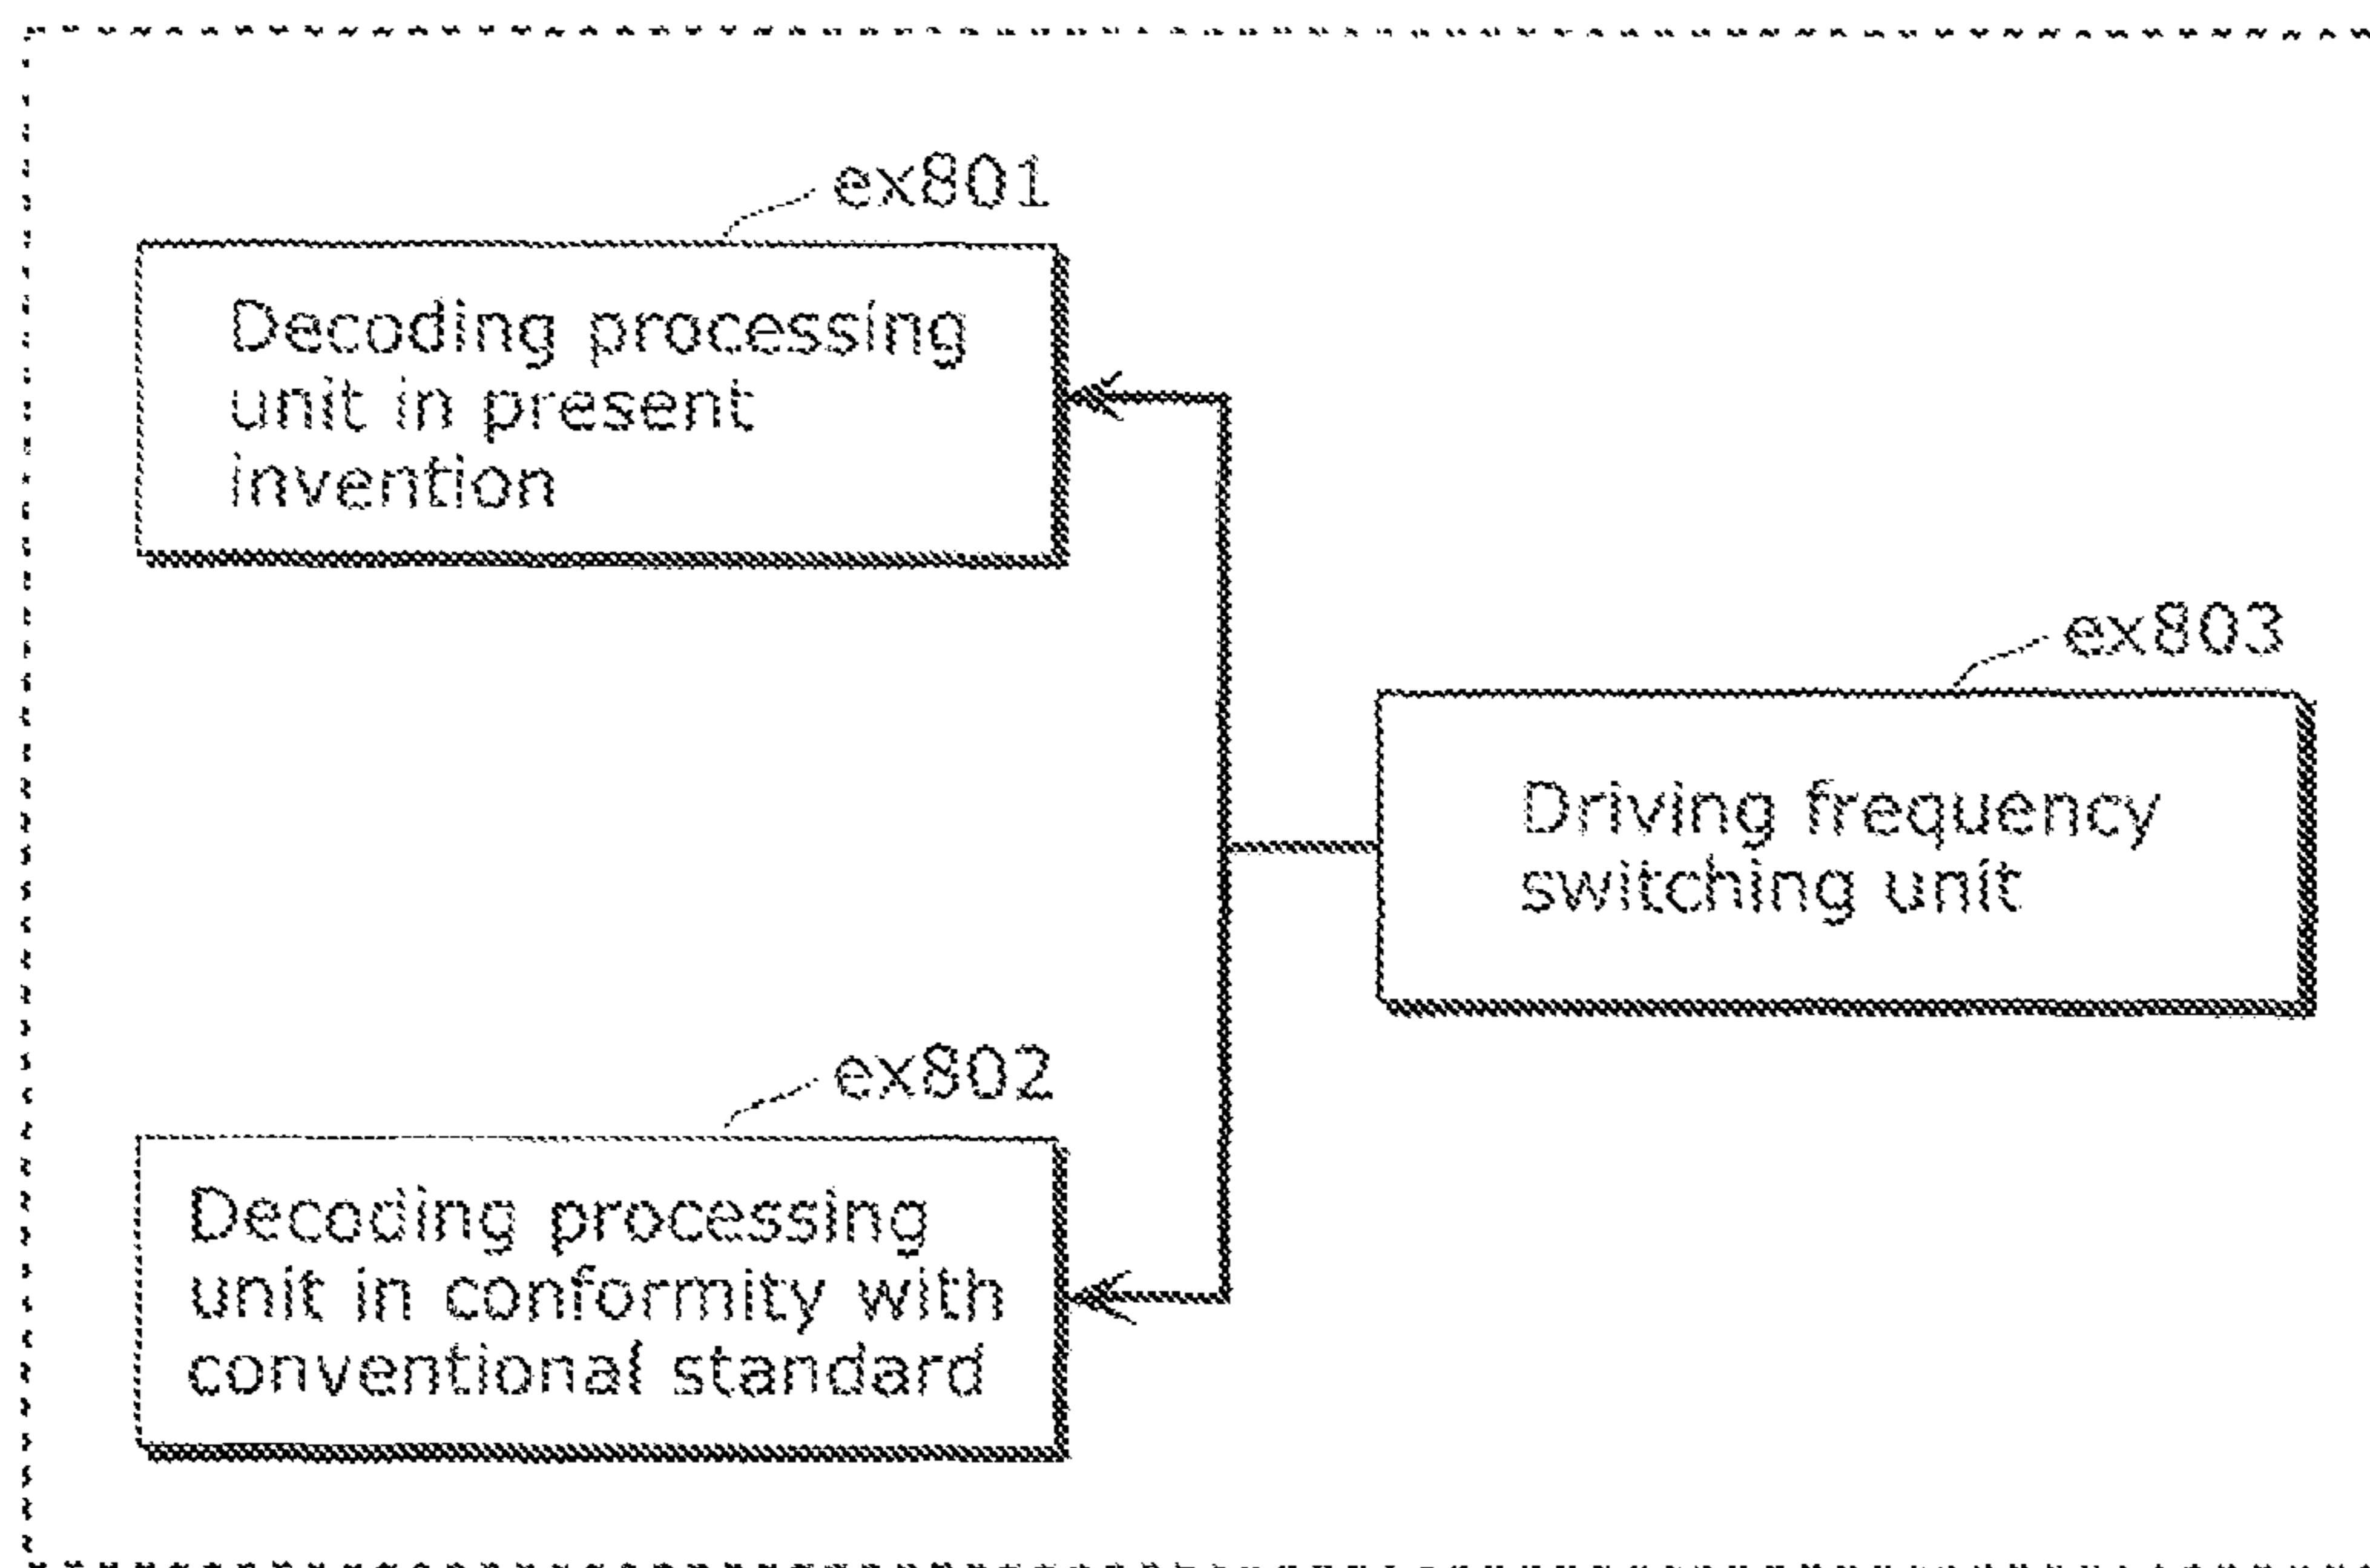 ex801
Decoding processing
unit in present
invention
ex803
Driving frequency
switching unit
ex802
Decoding processing
unit in conformity with
conventional standard